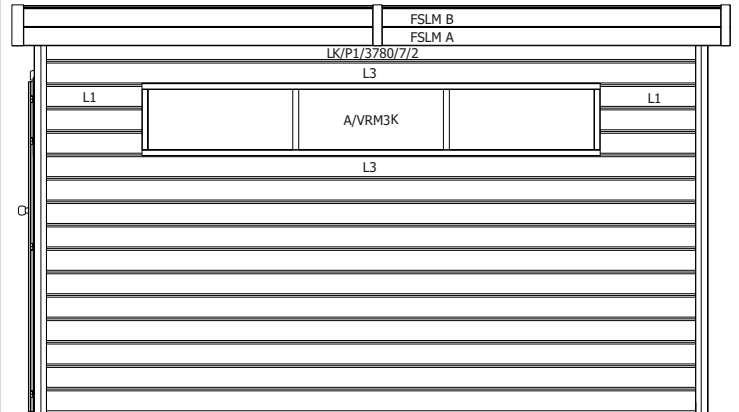 FSLM B
FSLM A
LK/P1/3780/7/2
L3
L1
L1
A/VRM3K
L3